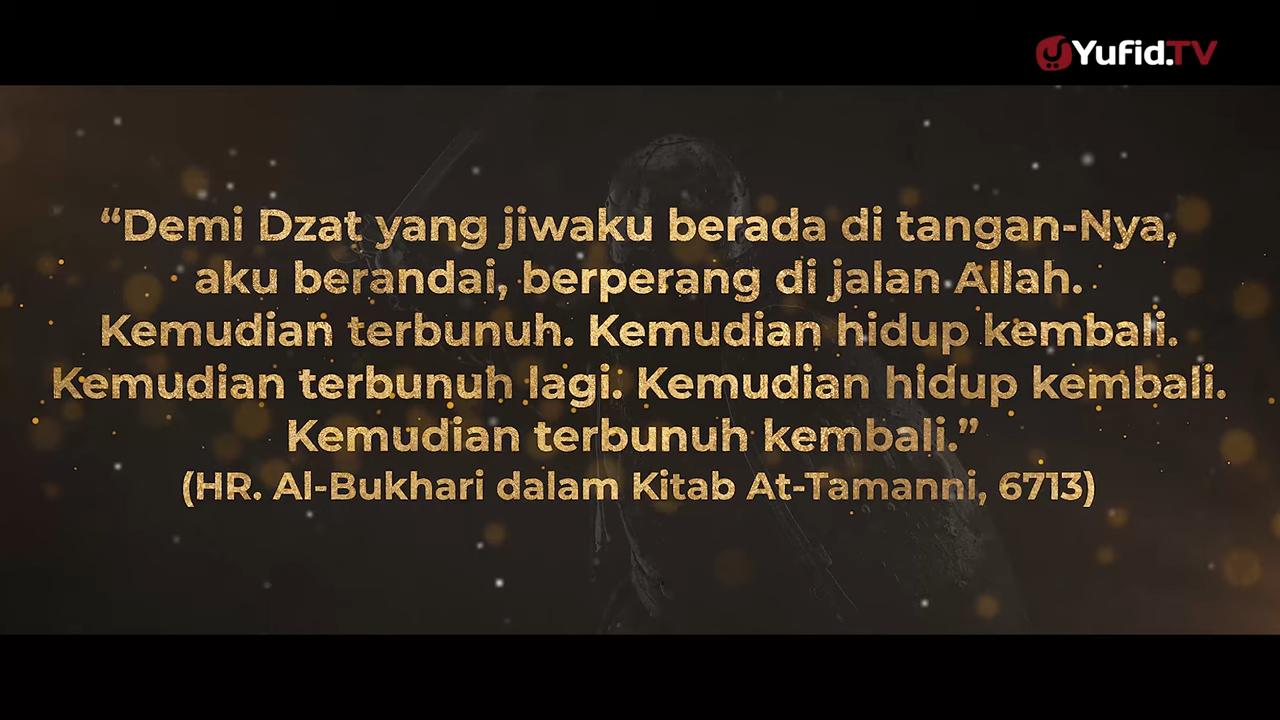 Yufid.TV
“Demi Dzat yang jiwaku berada di tangan-Nya,
aku berandai, berperang di jalan Allah.
Kemudian terbunuh. Kemudian hidup kembali.
Kemudian terbunuh lagi. Kemudian hidup kembali.
Kemudian terbunuh kembali.”
(HR. Al-Bukhari dalam Kitab At-Tamanni, 6713)